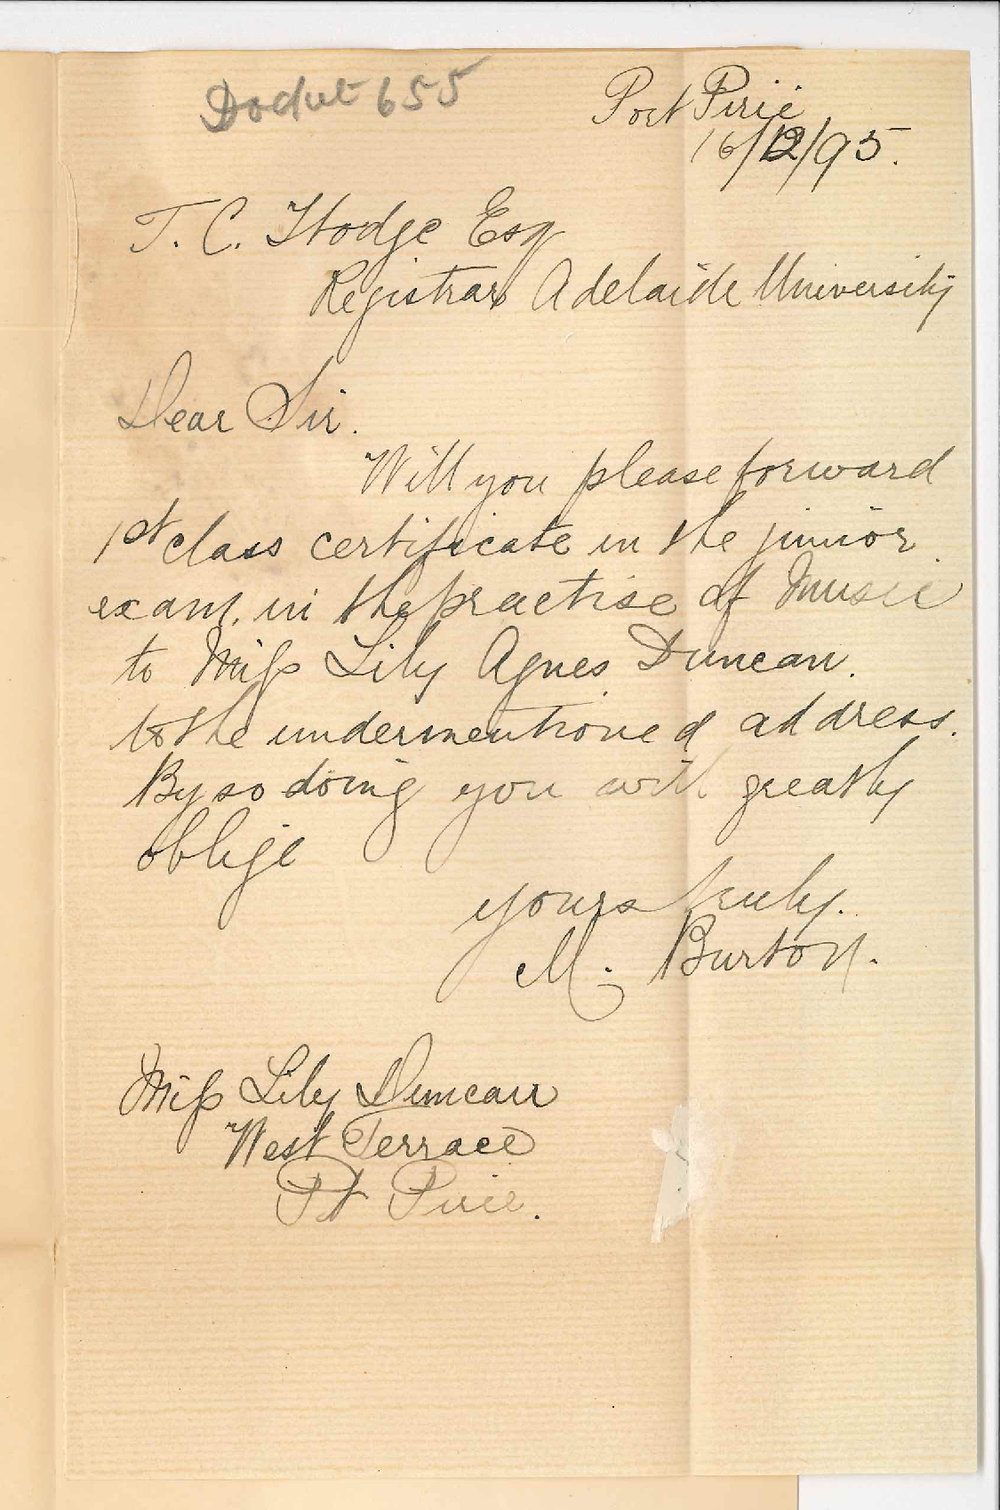 Docket 655
Port Pirie
16/12/95.
T. C. Hodge Esq
Registrar Adelaide University
Dear Sir.
Will you please forward
1st class certificate in the junior
exam. in the practise of Music
to Miss Lily Agnes Duncan.
to the undermentioned address.
By so doing you will greatly
oblige
yours truly.
M. Burton.
Miss Lily Duncan
West Terrace
Pt Pirie.